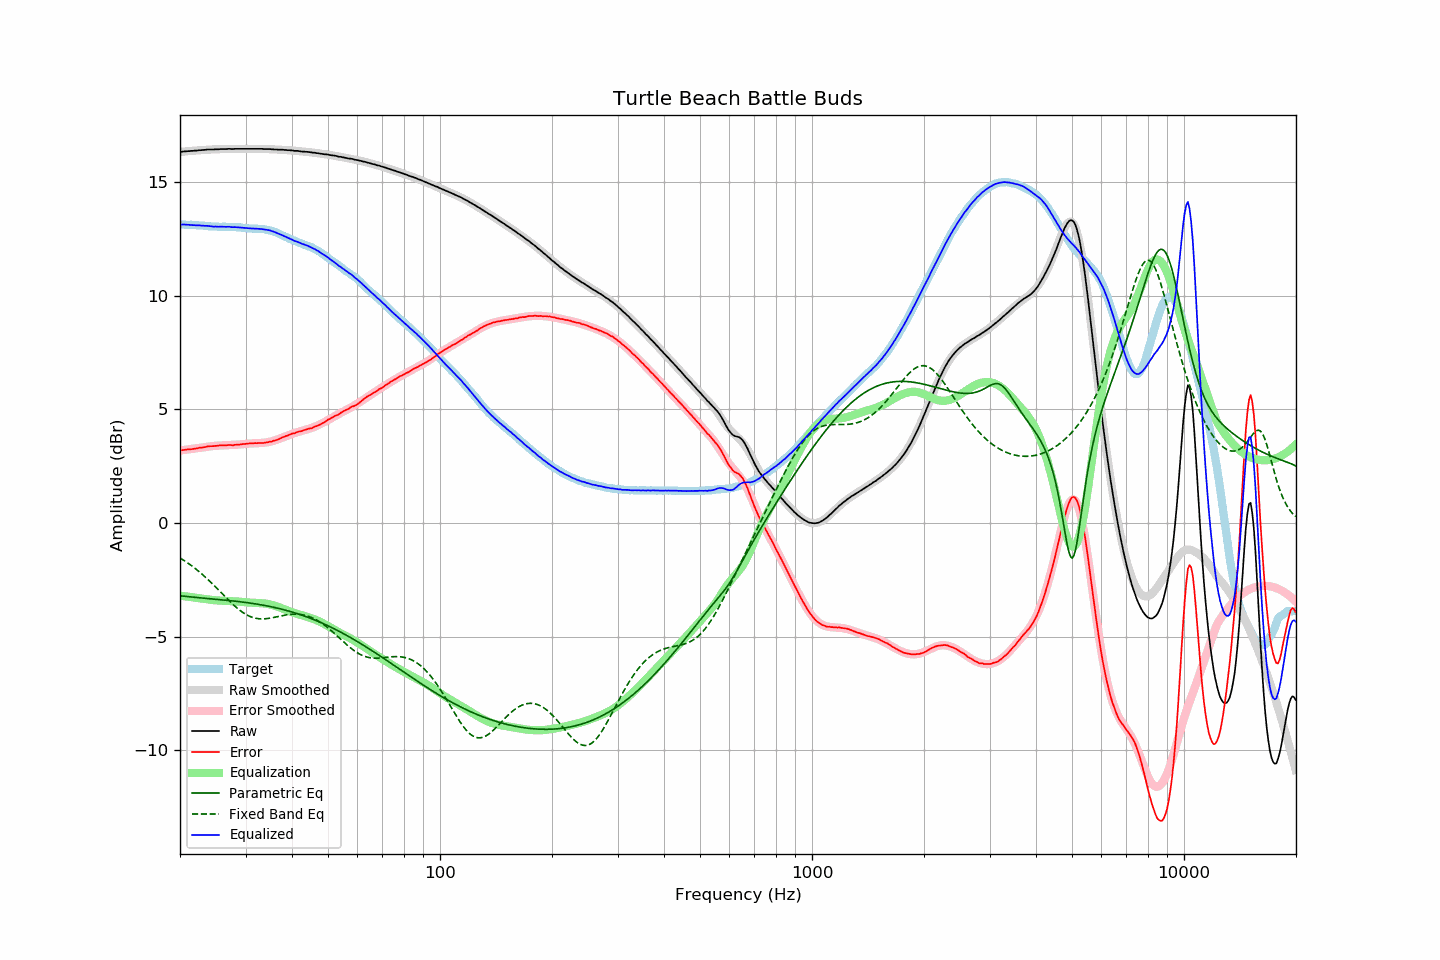 Turtle Beach Battle Buds
Amplitude (dBr)
15
10
5
0
−5
−10
Target
Raw Smoothed
Error Smoothed
Raw
Error
Equalization
Parametric Eq
Fixed Band Eq
Equalized
100
1000
10000
Frequency (Hz)